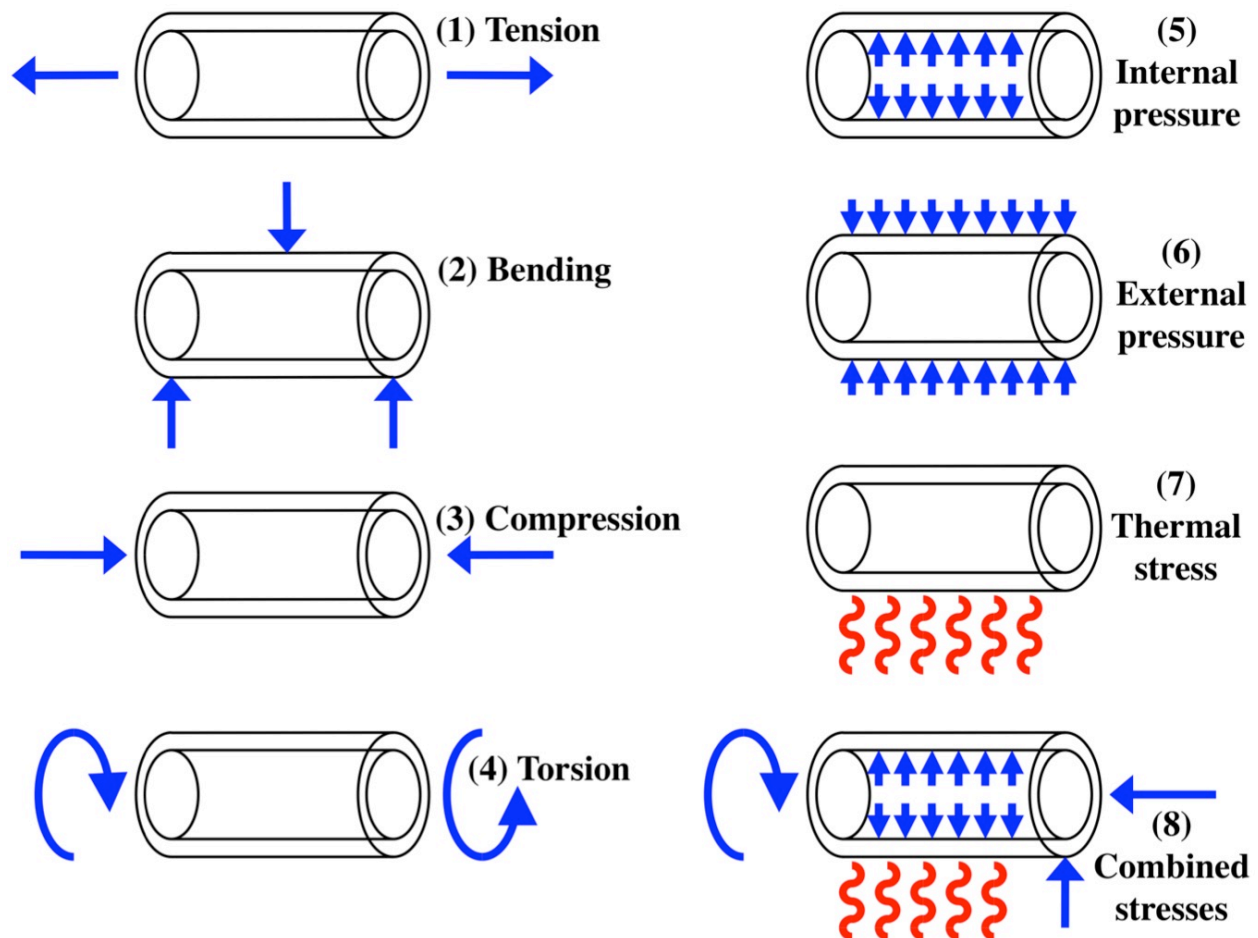 (1) Tension
(2) Bending
(3) Compression
(4) Torsion
(5)
Internal
pressure
(6)
External
pressure
(7)
Thermal
stress
(8)
Combined
stresses